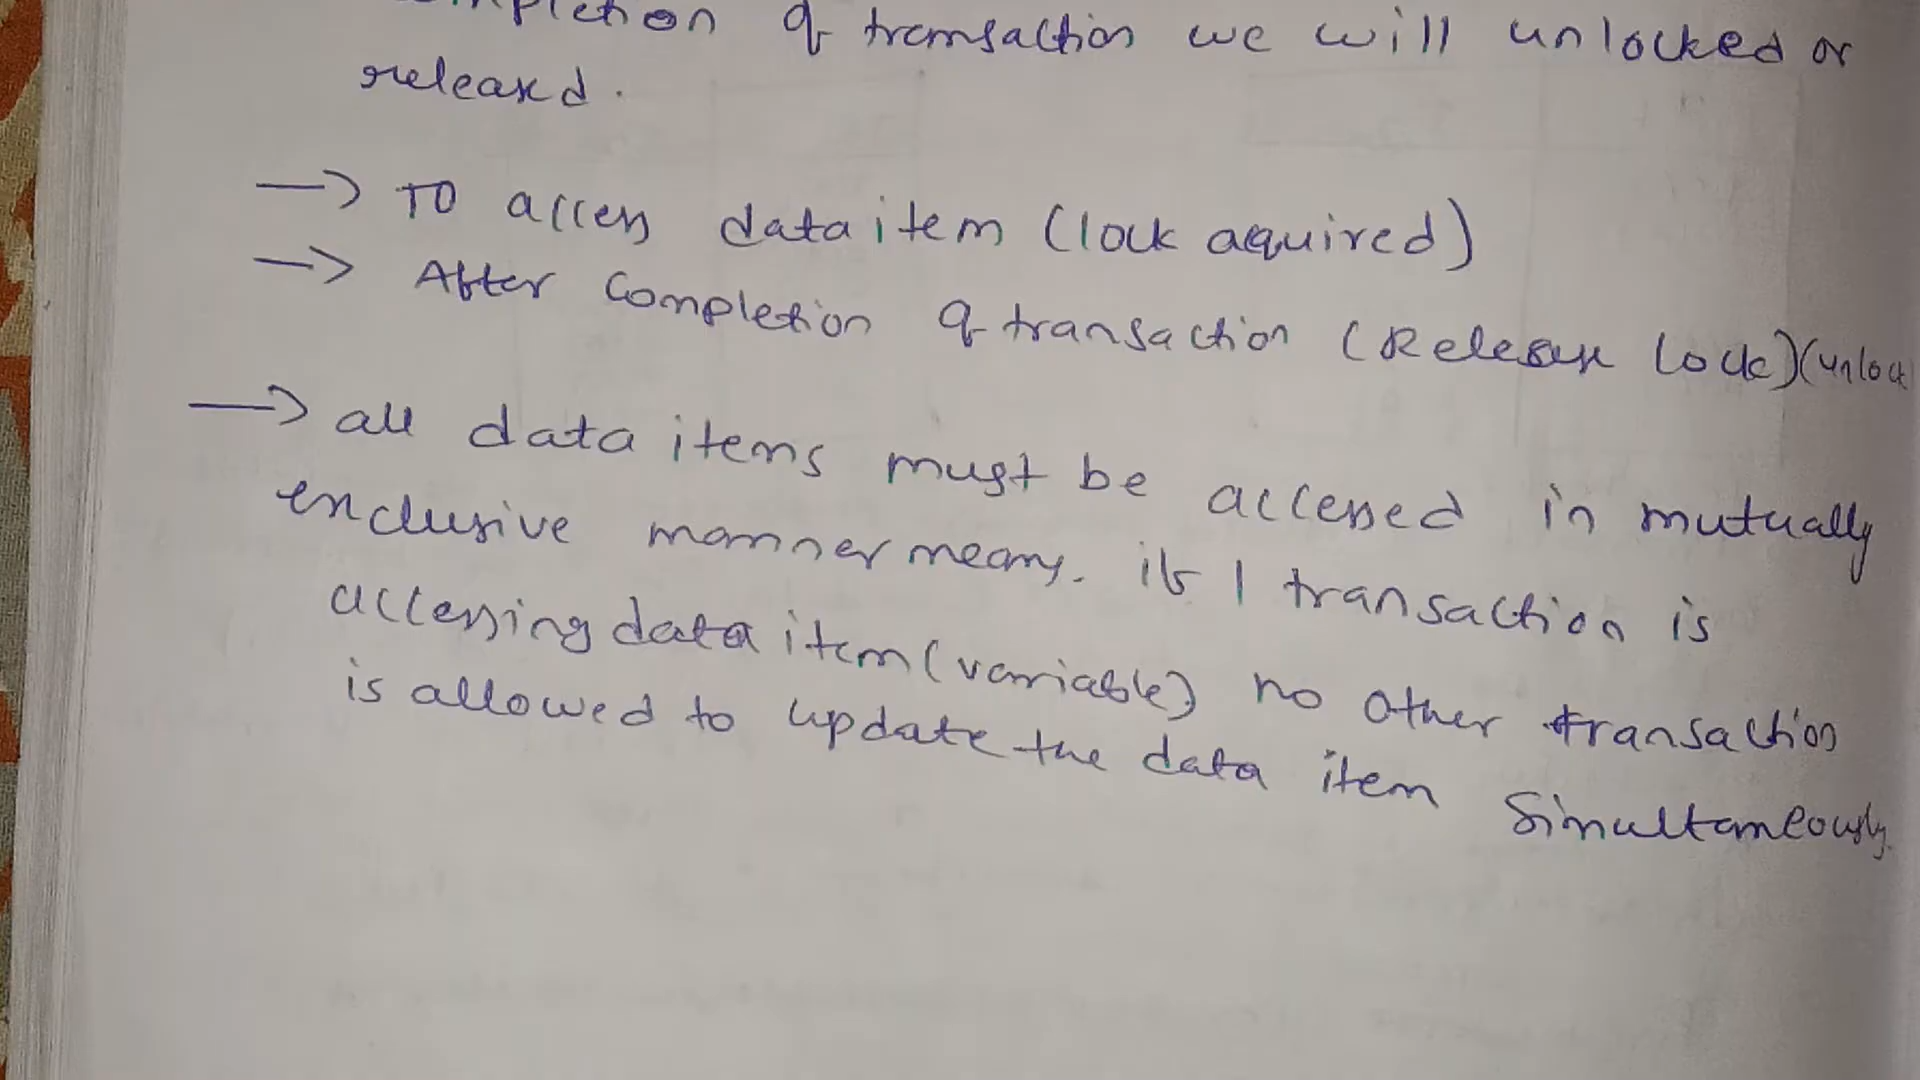 mpletion of transaction we will unlocked or
released.
—> TO access data item (lock aquired)
—> After Completion of transaction (Release lock)(unlock
—> all data items must be accessed in mutually
exclusive manner means. if 1 transaction is
accessing data item (variable) no other transaction
is allowed to update the data item simultaneously.